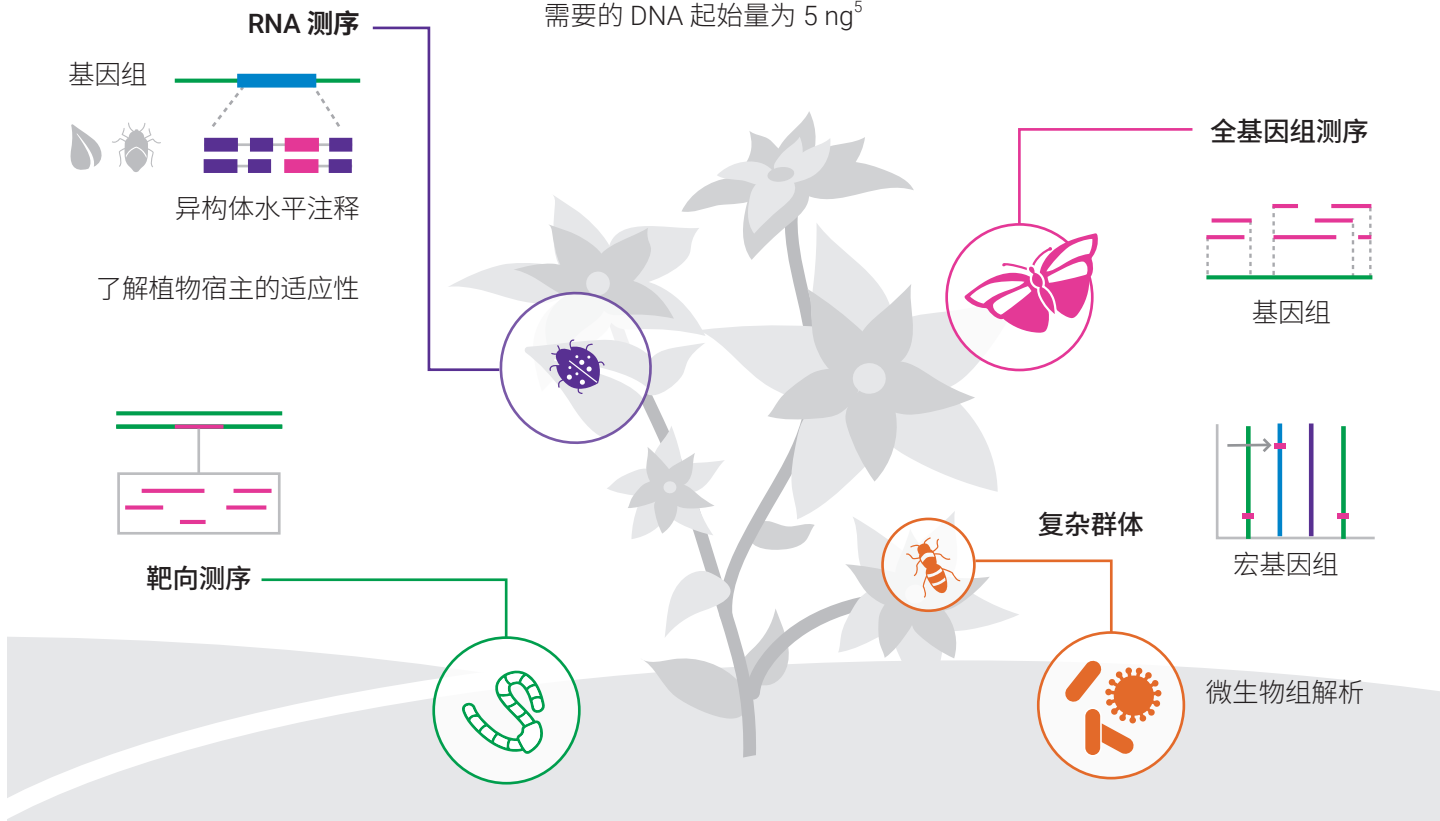 需要的 DNA 起始量为 5 ng⁵
RNA 测序
基因组
异构体水平注释
了解植物宿主的适应性
靶向测序
全基因组测序
基因组
复杂群体
宏基因组
微生物组解析